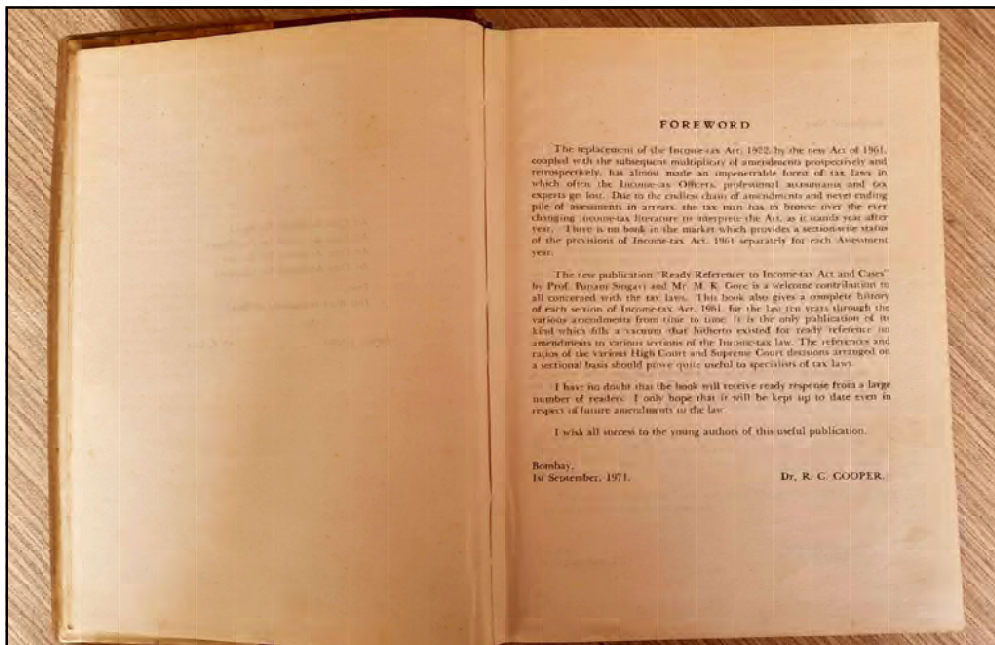 FOREWORD
The replacement of the Income-tax Act, 1922, by the new Act of 1961,
coupled with the subsequent multiplicity of amendments prospectively and
retrospectively, has almost made an impenetrable forest of tax laws in
which often the Income-tax Officers, professional accountants and tax
experts go lost. Due to the endless chain of amendments and never ending
pile of assessments in arrears, the tax man has to browse over the ever
changing income-tax literature to interpret the Act, as it stands year after
year. There is no book in the market which provides a section-wise status
of the provisions of Income-tax Act, 1961 separately for each Assessment
year.
The new publication "Ready Referencer to Income-tax Act and Cases"
by Prof. Punam Singavi and Mr. M. K. Gore is a welcome contribution to
all concerned with the tax laws. This book also gives a complete history
of each section of Income-tax Act, 1961, for the last ten years through the
various amendments from time to time. It is the only publication of its
kind which fills a vacuum that hitherto existed for ready reference on
amendments to various sections of the Income-tax law. The references and
ratios of the various High Court and Supreme Court decisions arranged on
a sectional basis should prove quite useful to specialists of tax laws.
I have no doubt that the book will receive ready response from a large
number of readers. I only hope that it will be kept up to date even in
respect of future amendments to the law.
I wish all success to the young authors of this useful publication.
Bombay,
1st September, 1971.
Dr. R. C. COOPER.